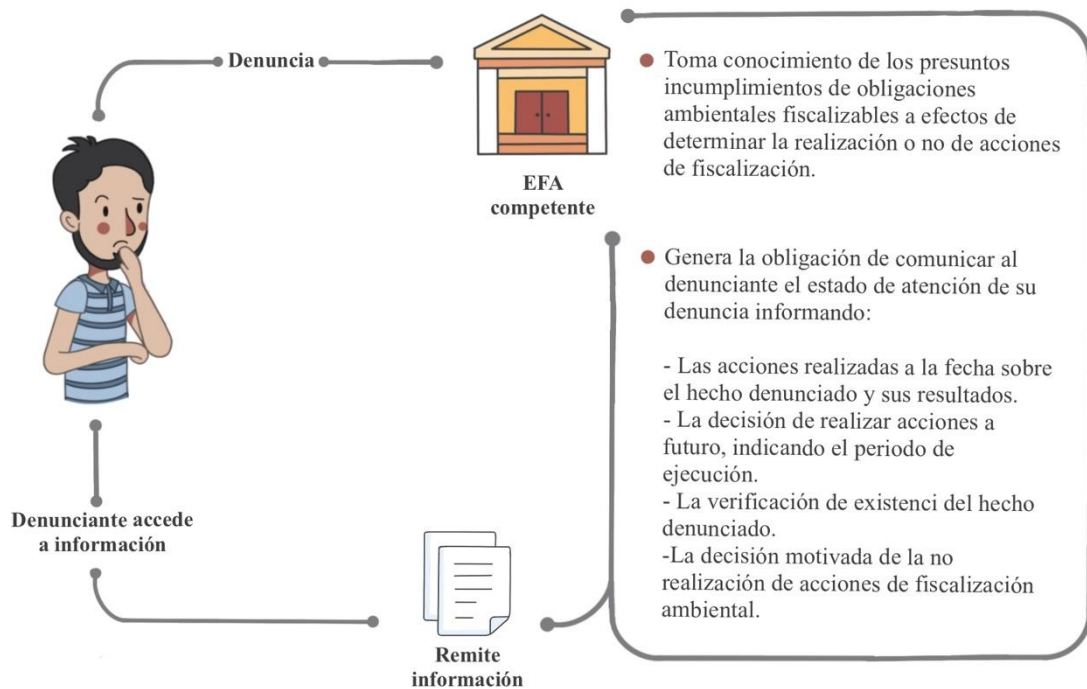 Denuncia
EFA
competente
Toma conocimiento de los presuntos
incumplimientos de obligaciones
ambientales fiscalizables a efectos de
determinar la realización o no de acciones
de fiscalización.
Genera la obligación de comunicar al
denunciante el estado de atención de su
denuncia informando:
- Las acciones realizadas a la fecha sobre
el hecho denunciado y sus resultados.
- La decisión de realizar acciones a
futuro, indicando el periodo de
ejecución.
- La verificación de existenci del hecho
denunciado.
-La decisión motivada de la no
realización de acciones de fiscalización
ambiental.
Remite
información
Denunciante accede
a información